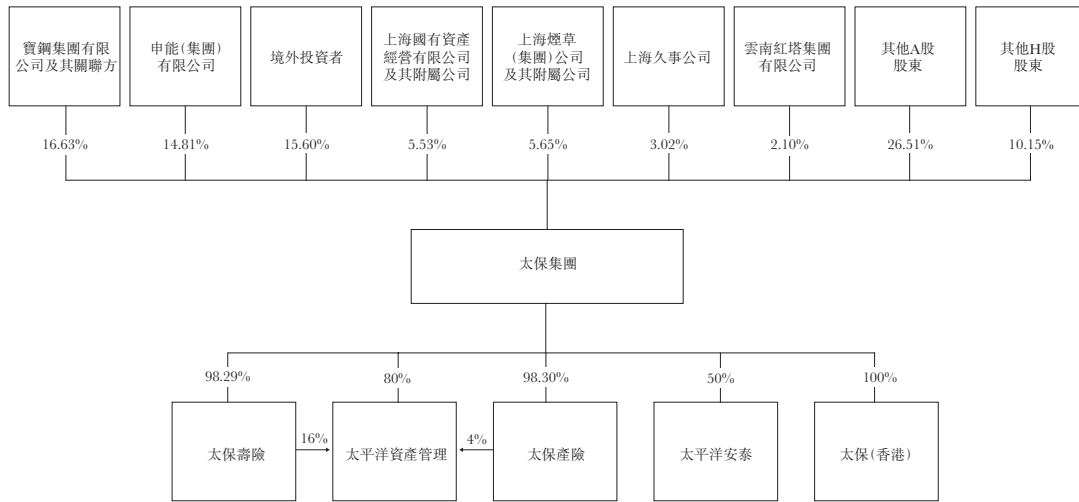 寶鋼集團有限
公司及其關聯方
申能(集團)
有限公司
境外投資者
上海國有資產
經營有限公司
及其附屬公司
上海煙草
(集團)公司
及其附屬公司
上海久事公司
雲南紅塔集團
有限公司
其他A股
股東
其他H股
股東
16.63%
14.81%
15.60%
5.53%
5.65%
3.02%
2.10%
26.51%
10.15%
太保集團
98.29%
80%
98.30%
50%
100%
太保壽險
16%
太平洋資產管理
4%
太保產險
太平洋安泰
太保(香港)